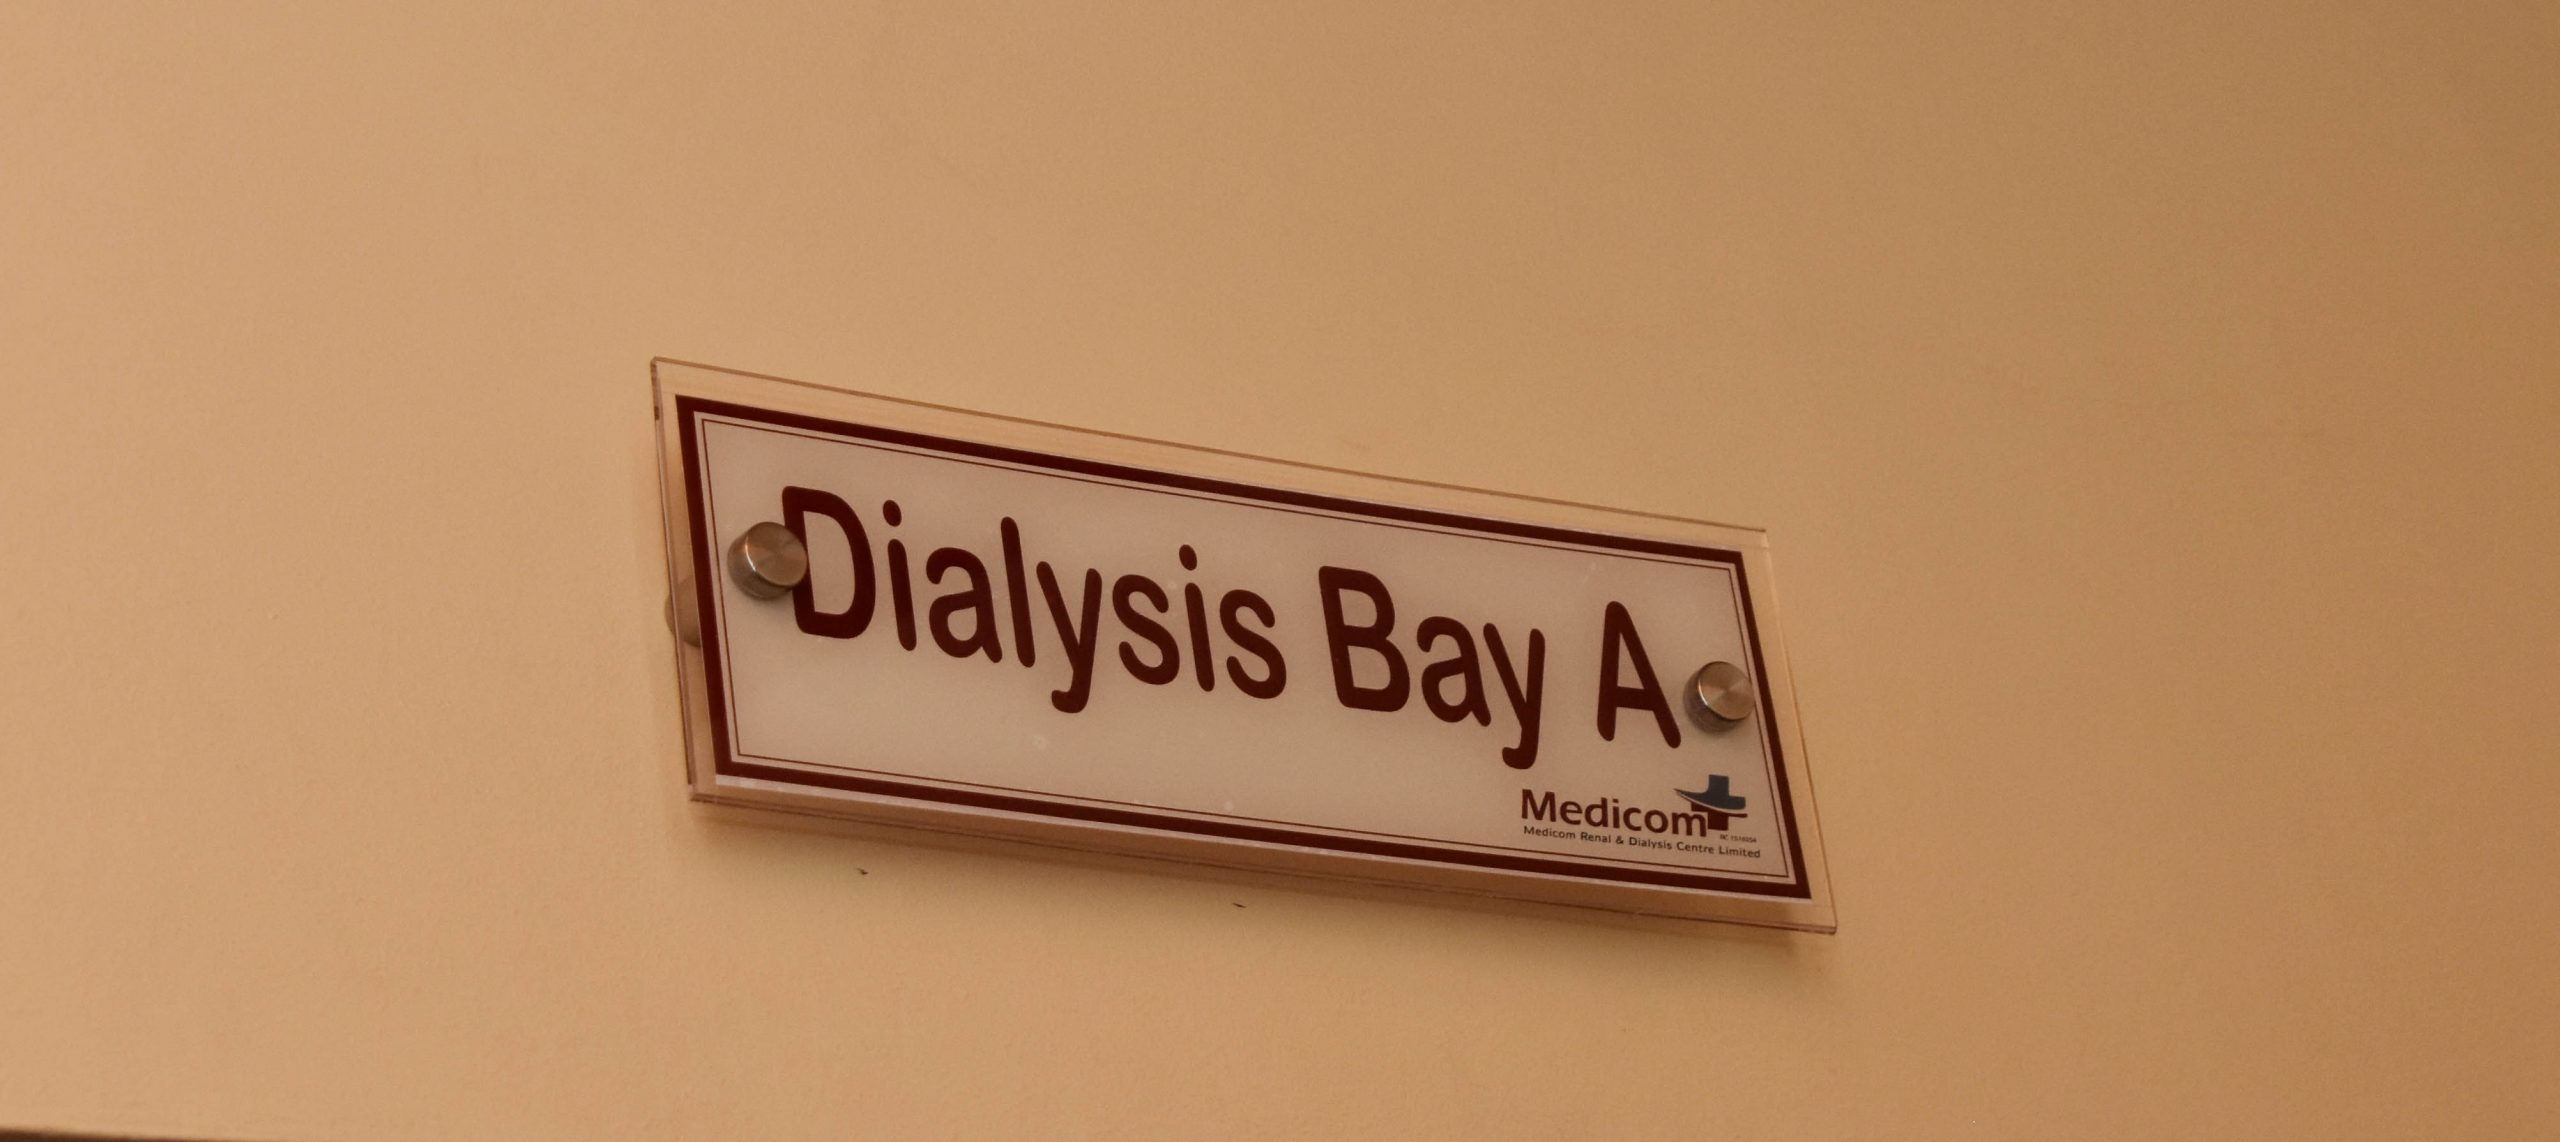 Dialysis Bay A
Medicom
Medicom Renal & Dialysis Centre Limited